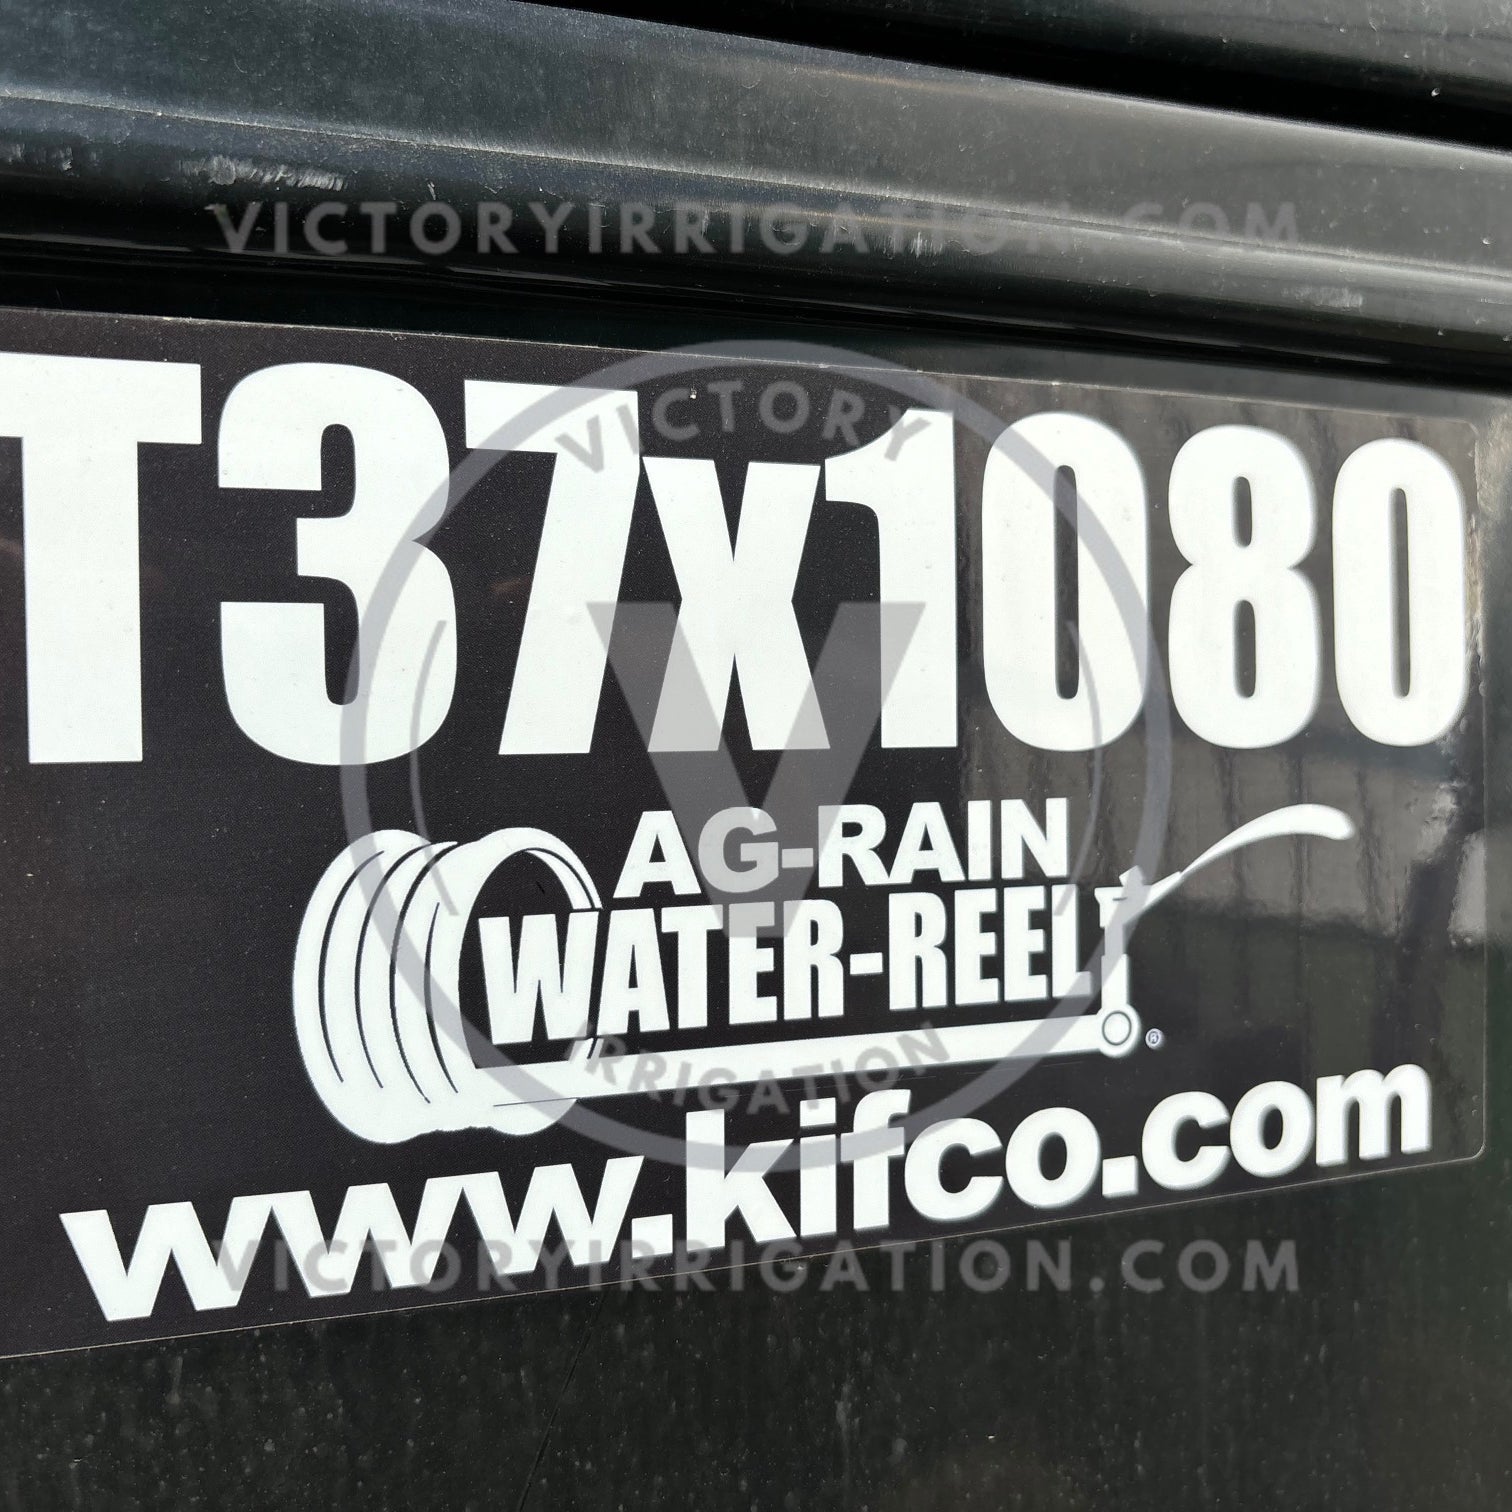 VICTORYIRRIGATION.COM
T37X1080
VICTORY
V
AG-RAIN
WATER-REEL
®
IRRIGATION
www.kifco.com
VICTORYIRRIGATION.COM